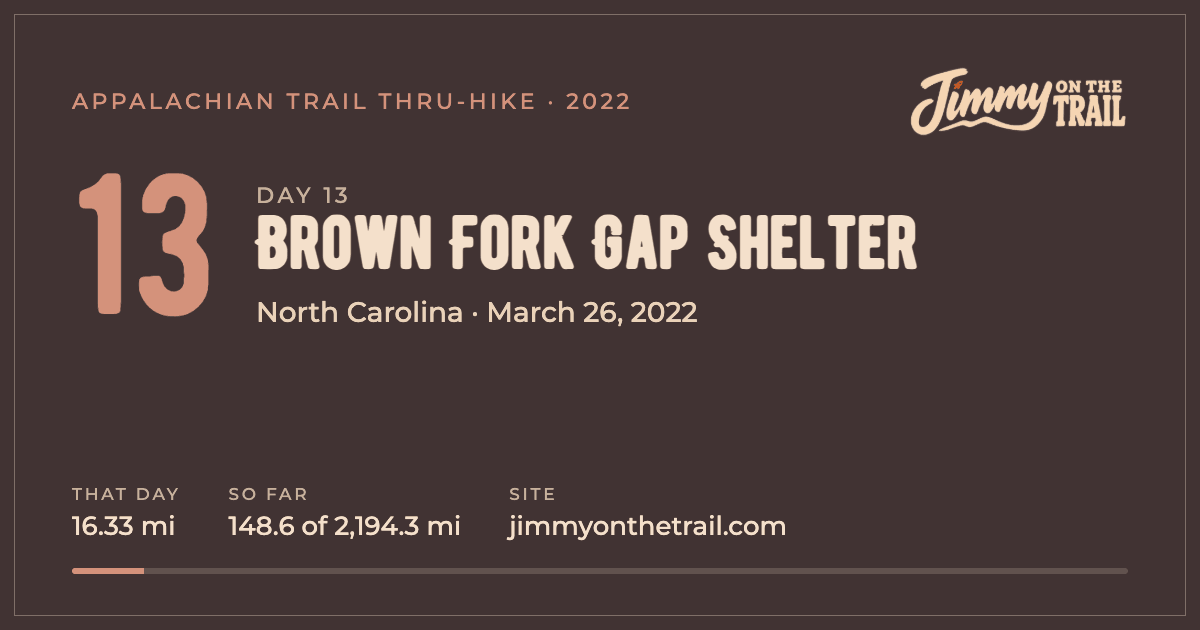 APPALACHIAN TRAIL THRU-HIKE · 2022
Jimmy ON THE TRAIL
13
DAY 13
BROWN FORK GAP SHELTER
North Carolina · March 26, 2022
THAT DAY
16.33 mi
SO FAR
148.6 of 2,194.3 mi
SITE
jimmyonthetrail.com